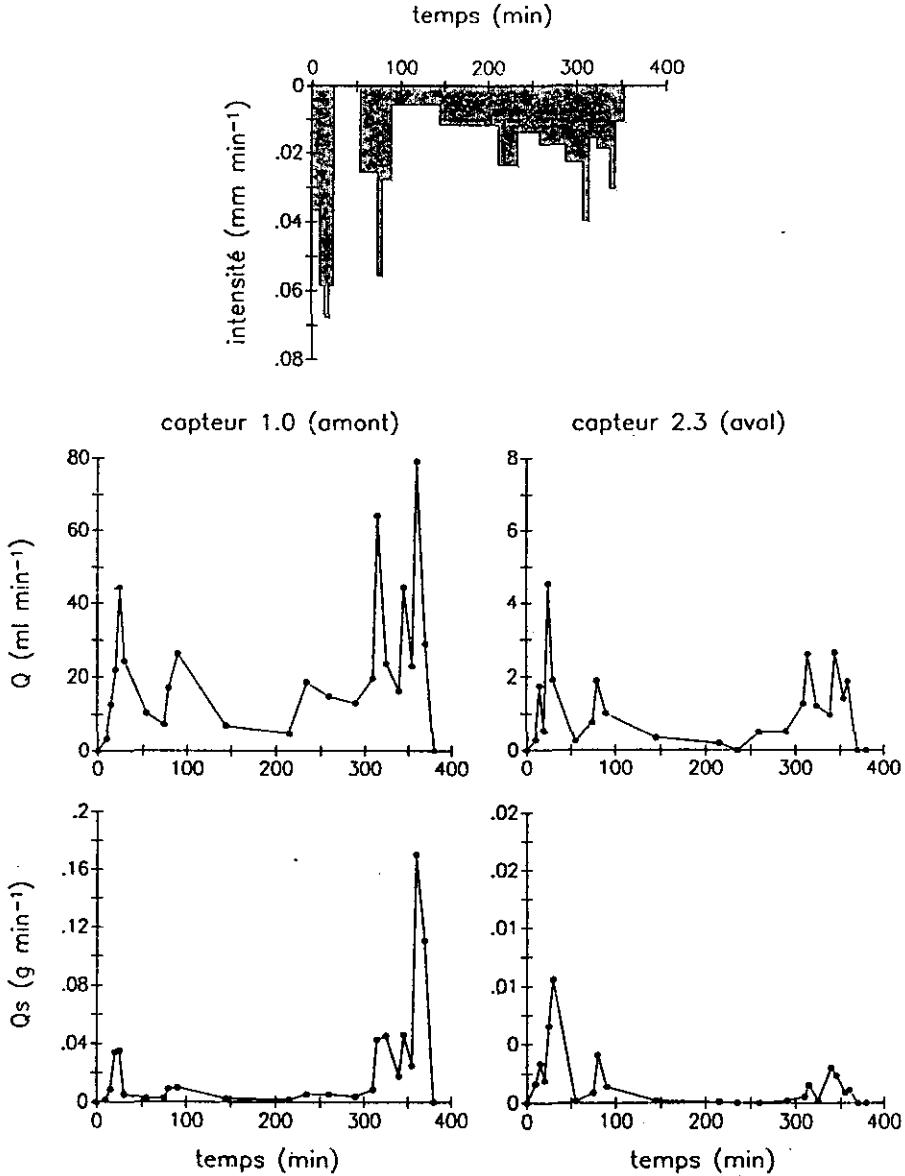 temps (min)
0 100 200 300 400
0
.02
.04
.06
.08
intensité (mm min⁻¹)
capteur 1.0 (amont)
capteur 2.3 (aval)
80
60
40
20
0
Q (ml min⁻¹)
0 100 200 300 400
8
6
4
2
0
0 100 200 300 400
.2
.16
.12
.08
.04
0
Qs (g min⁻¹)
0 100 200 300 400
temps (min)
.02
.02
.01
.01
0
0
0 100 200 300 400
temps (min)